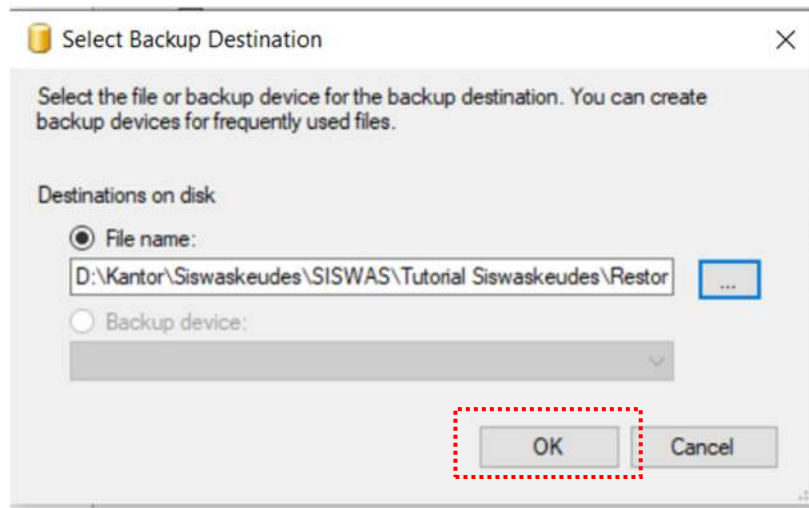 Select Backup Destination
Select the file or backup device for the backup destination. You can create
backup devices for frequently used files.
Destinations on disk
File name:
D:\Kantor\Siswaskeudes\SISWAS\Tutorial Siswaskeudes\Restor
...
Backup device:
OK
Cancel